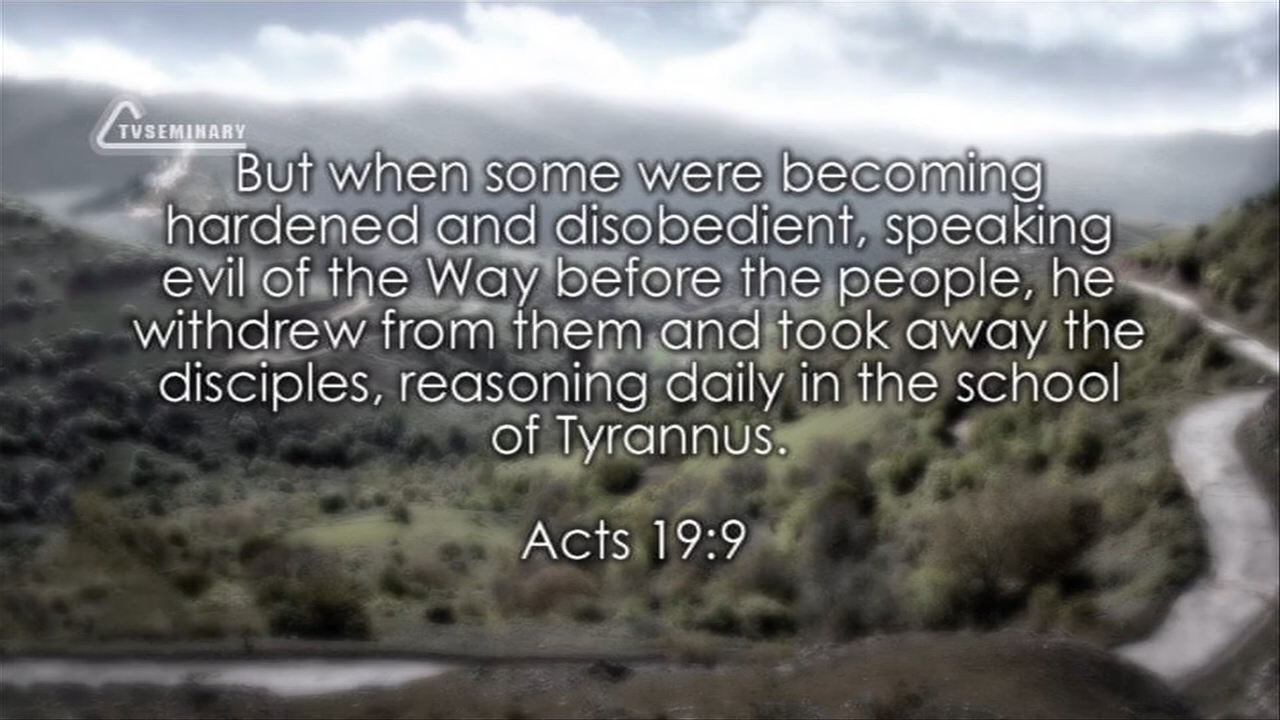 TVSEMINARY
But when some were becoming
hardened and disobedient, speaking
evil of the Way before the people, he
withdrew from them and took away the
disciples, reasoning daily in the school
of Tyrannus.
Acts 19:9